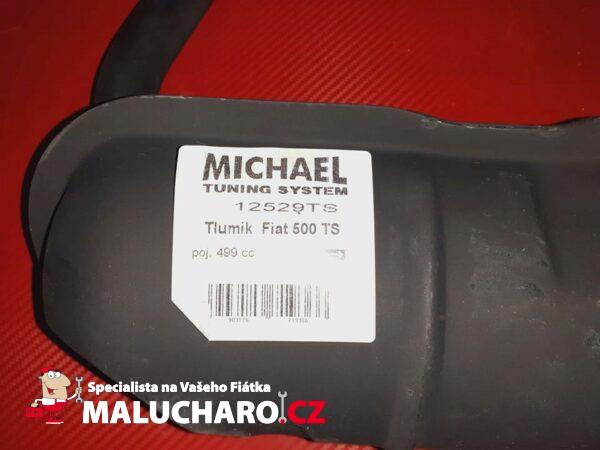 MICHAEL
TUNING SYSTEM
12529TS
Tlumik Fiat 500 TS
poj. 499 cc
Specialista na Vašeho Fiátka
MALUCHARO.CZ